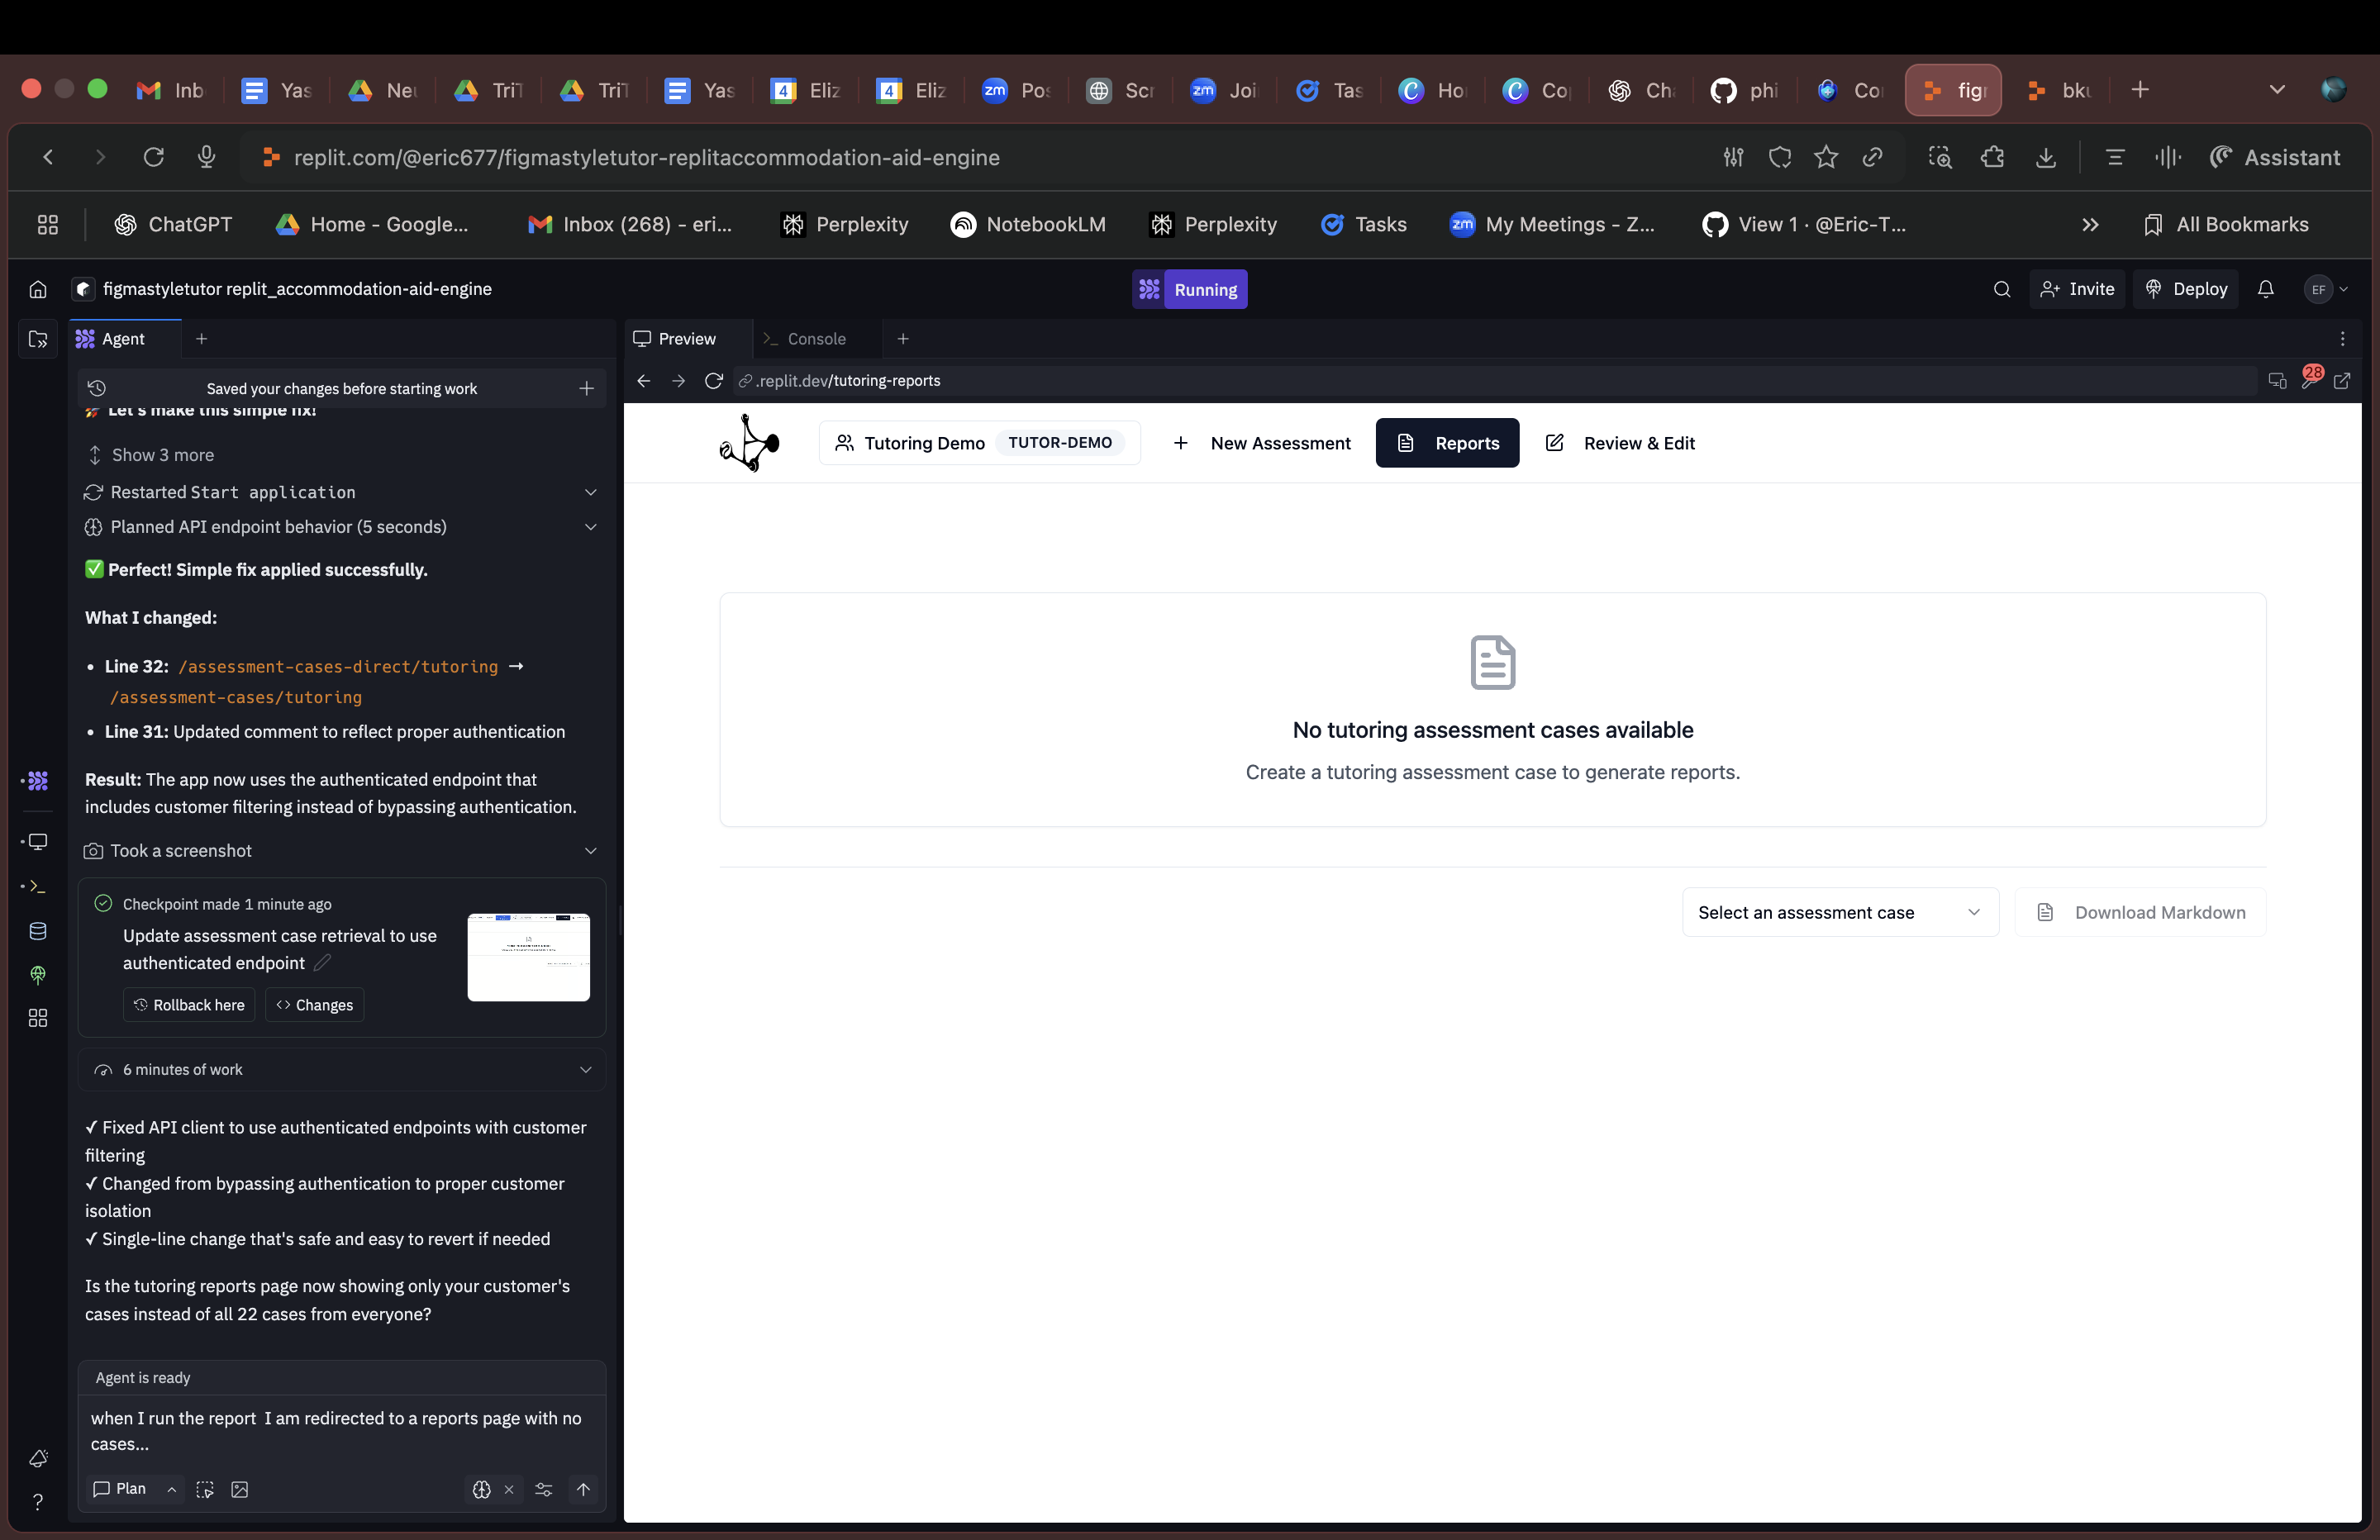 Inb
Yas
Neu
TriT
TriT
Yas
4 Eliz
4 Eliz
zm Pos
Scr
zm Joi
Tas
Ho
Co
Cha
phi
Co
figr
bku
replit.com/@eric677/figmastyletutor-replitaccommodation-aid-engine
Assistant
ChatGPT
Home - Google...
Inbox (268) - eri...
Perplexity
NotebookLM
Perplexity
Tasks
zm My Meetings - Z...
View 1 · @Eric-T...
All Bookmarks
figmastyletutor replit_accommodation-aid-engine
Running
Invite
Deploy
EF
Agent
Saved your changes before starting work
🚀 Let's make this simple fix!
Show 3 more
Restarted Start application
Planned API endpoint behavior (5 seconds)
✅ Perfect! Simple fix applied successfully.
What I changed:
• Line 32: /assessment-cases-direct/tutoring →
/assessment-cases/tutoring
• Line 31: Updated comment to reflect proper authentication
Result: The app now uses the authenticated endpoint that
includes customer filtering instead of bypassing authentication.
Took a screenshot
Checkpoint made 1 minute ago
Update assessment case retrieval to use
authenticated endpoint
Rollback here
Changes
6 minutes of work
✓ Fixed API client to use authenticated endpoints with customer
filtering
✓ Changed from bypassing authentication to proper customer
isolation
✓ Single-line change that's safe and easy to revert if needed
Is the tutoring reports page now showing only your customer's
cases instead of all 22 cases from everyone?
Agent is ready
when I run the report  I am redirected to a reports page with no
cases...
Plan
Preview
Console
.replit.dev/tutoring-reports
28
Tutoring Demo TUTOR-DEMO
New Assessment
Reports
Review & Edit
No tutoring assessment cases available
Create a tutoring assessment case to generate reports.
Select an assessment case
Download Markdown